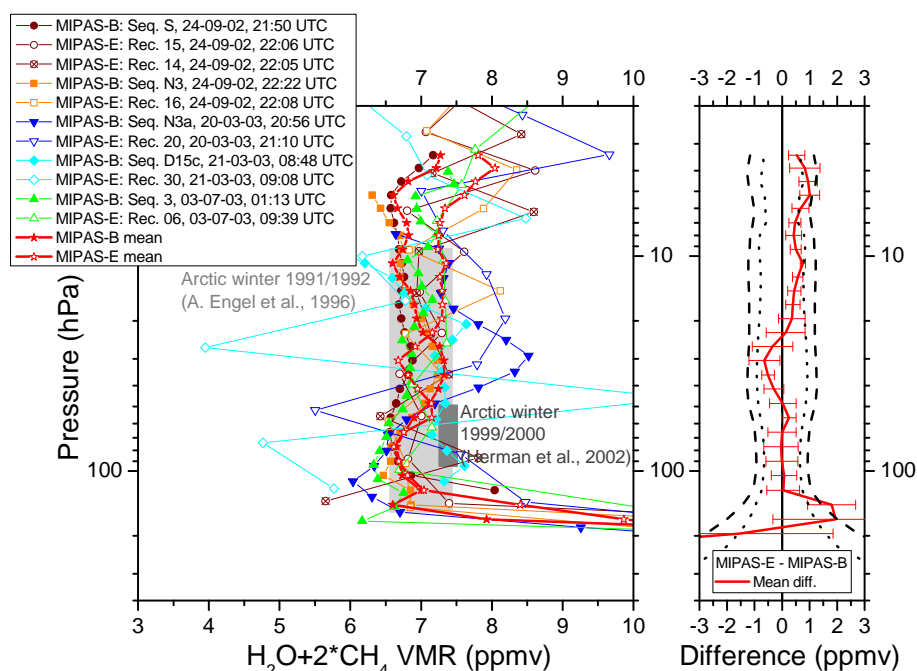 MIPAS-B: Seq. S, 24-09-02, 21:50 UTC
MIPAS-E: Rec. 15, 24-09-02, 22:06 UTC
MIPAS-E: Rec. 14, 24-09-02, 22:05 UTC
MIPAS-B: Seq. N3, 24-09-02, 22:22 UTC
MIPAS-E: Rec. 16, 24-09-02, 22:08 UTC
MIPAS-B: Seq. N3a, 20-03-03, 20:56 UTC
MIPAS-E: Rec. 20, 20-03-03, 21:10 UTC
MIPAS-B: Seq. D15c, 21-03-03, 08:48 UTC
MIPAS-E: Rec. 30, 21-03-03, 09:08 UTC
MIPAS-B: Seq. 3, 03-07-03, 01:13 UTC
MIPAS-E: Rec. 06, 03-07-03, 09:39 UTC
MIPAS-B mean
MIPAS-E mean
6 7 8 9 10
-3 -2 -1 0 1 2 3
Arctic winter 1991/1992
(A. Engel et al., 1996)
10
10
Pressure (hPa)
Arctic winter
1999/2000
(Herman et al., 2002)
100
100
MIPAS-E - MIPAS-B
Mean diff.
3 4 5 6 7 8 9 10
-3 -2 -1 0 1 2 3
H2O+2*CH4 VMR (ppmv)
Difference (ppmv)